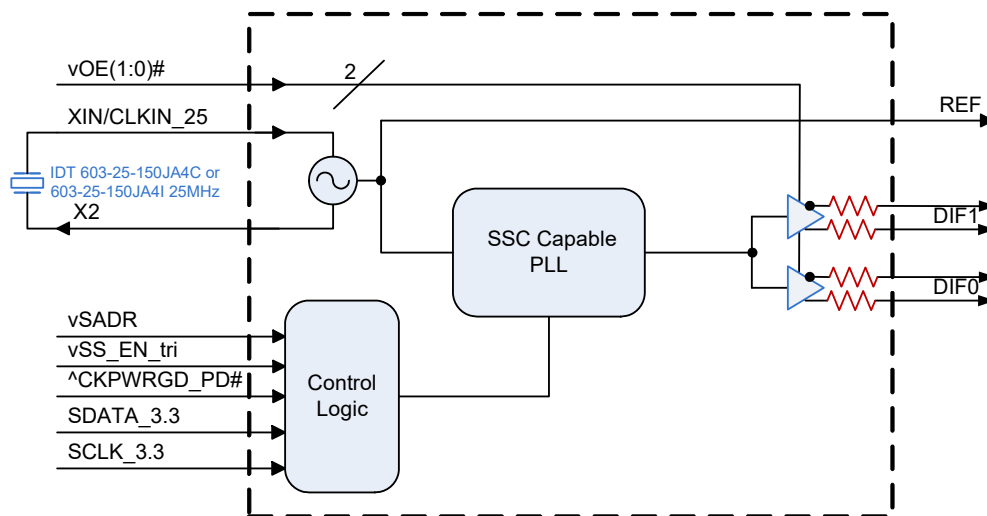 vOE(1:0)#
2
XIN/CLKIN_25
REF
IDT 603-25-150JA4C or
603-25-150JA4I 25MHz
X2
SSC Capable
PLL
DIF1
DIF0
vSADR
vSS_EN_tri
^CKPWRGD_PD#
SDATA_3.3
SCLK_3.3
Control
Logic